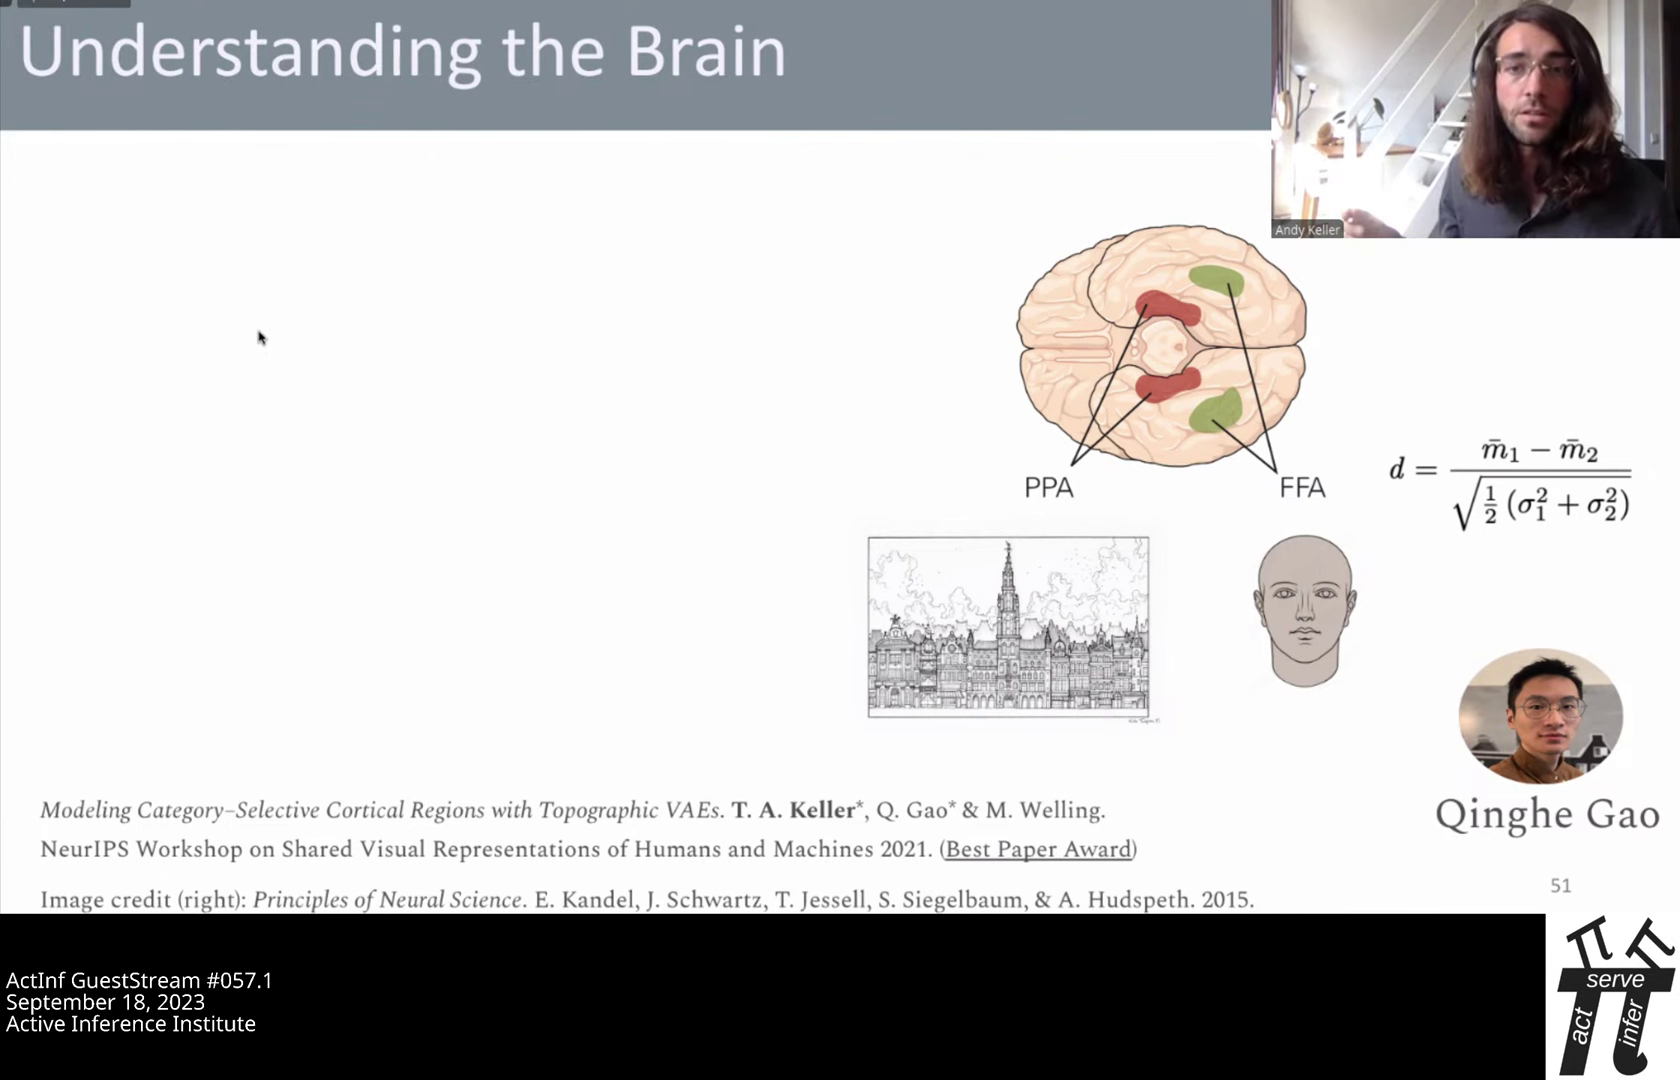 Understanding the Brain
Andy Keller
PPA
FFA
d = \frac{\bar{m}_1 - \bar{m}_2}{\sqrt{\frac{1}{2}(\sigma_1^2 + \sigma_2^2)}}
Qinghe Gao
Modeling Category–Selective Cortical Regions with Topographic VAEs. T. A. Keller*, Q. Gao* & M. Welling.
NeurIPS Workshop on Shared Visual Representations of Humans and Machines 2021. (Best Paper Award)
Image credit (right): Principles of Neural Science. E. Kandel, J. Schwartz, T. Jessell, S. Siegelbaum, & A. Hudspeth. 2015.
51
ActInf GuestStream #057.1
September 18, 2023
Active Inference Institute
serve
act
infer